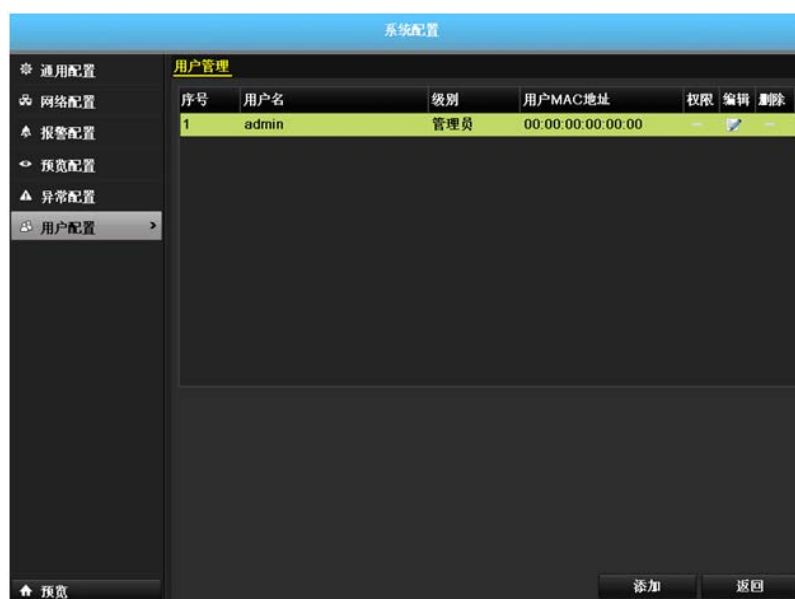 系统配置
通用配置
网络配置
报警配置
预览配置
异常配置
用户配置 >
预览
用户管理
序号 用户名 级别 用户MAC地址 权限 编辑 删除
1 admin 管理员 00:00:00:00:00:00 — —
添加 返回